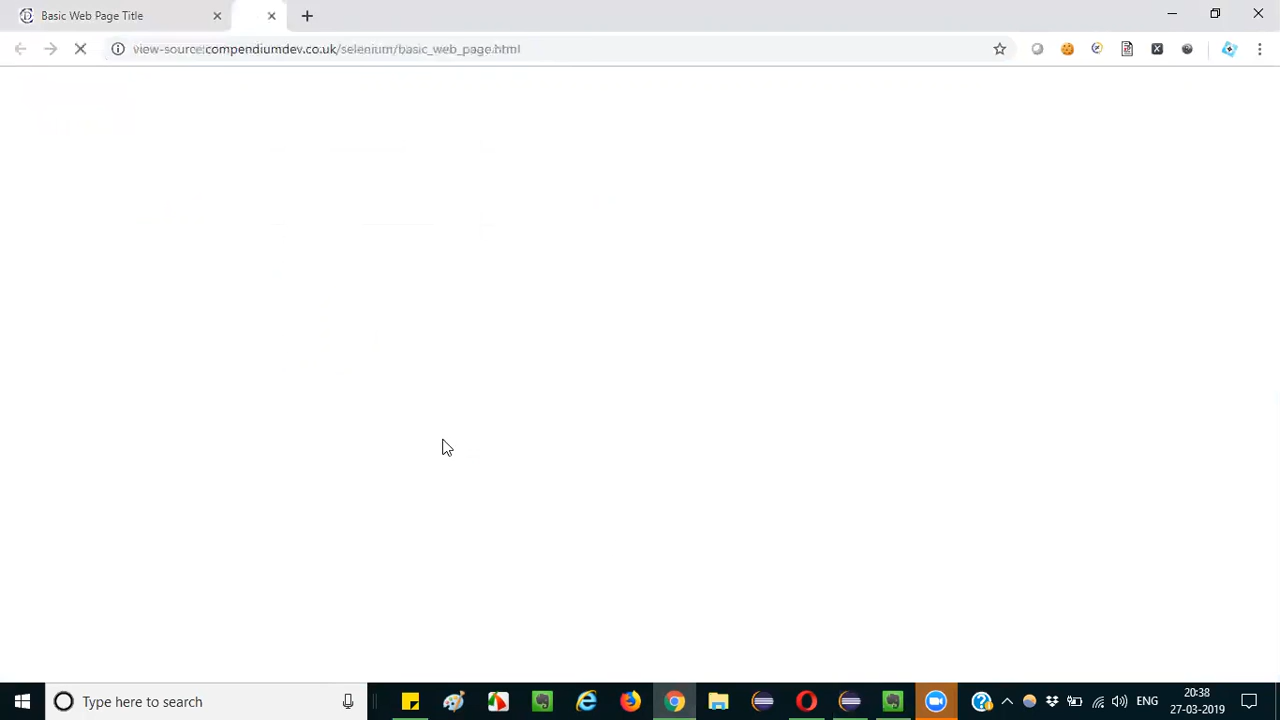 Basic Web Page Title
view-source:compendiumdev.co.uk/selenium/basic_web_page.html
Type here to search
ENG
20:38
27-03-2019